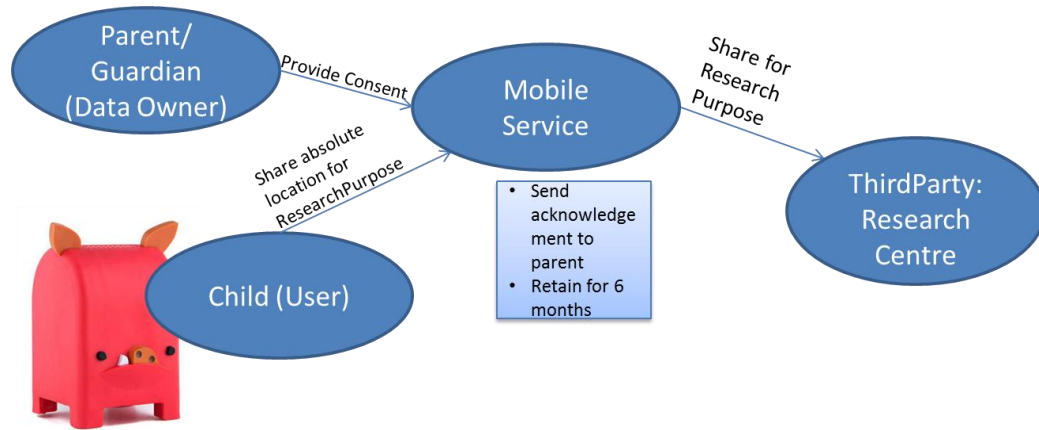 Parent/
Guardian
(Data Owner)
Provide Consent
Mobile
Service
Share for
Research
Purpose
Share absolute
location for
ResearchPurpose
• Send
acknowledge
ment to
parent
• Retain for 6
months
ThirdParty:
Research
Centre
Child (User)